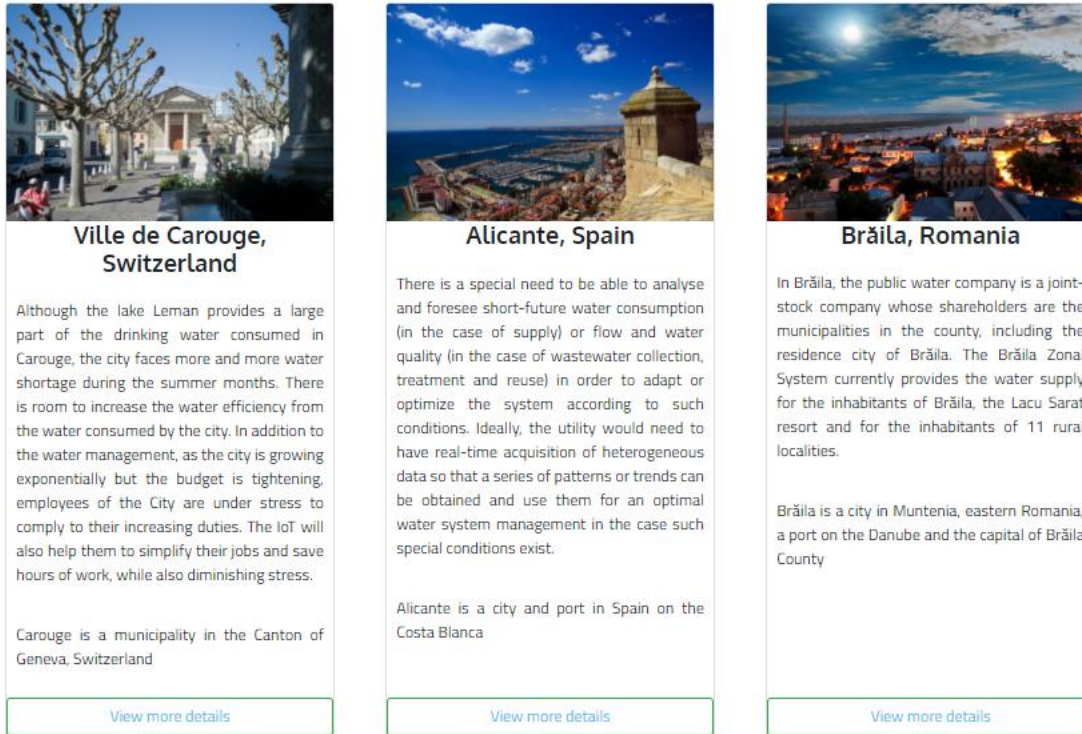 Ville de Carouge,
Switzerland
Although the lake Leman provides a large
part of the drinking water consumed in
Carouge, the city faces more and more water
shortage during the summer months. There
is room to increase the water efficiency from
the water consumed by the city. In addition to
the water management, as the city is growing
exponentially but the budget is tightening,
employees of the City are under stress to
comply to their increasing duties. The IoT will
also help them to simplify their jobs and save
hours of work, while also diminishing stress.
Carouge is a municipality in the Canton of
Geneva, Switzerland
View more details
Alicante, Spain
There is a special need to be able to analyse
and foresee short-future water consumption
(in the case of supply) or flow and water
quality (in the case of wastewater collection,
treatment and reuse) in order to adapt or
optimize the system according to such
conditions. Ideally, the utility would need to
have real-time acquisition of heterogeneous
data so that a series of patterns or trends can
be obtained and use them for an optimal
water system management in the case such
special conditions exist.
Alicante is a city and port in Spain on the
Costa Blanca
View more details
Brăila, Romania
In Brăila, the public water company is a joint-
stock company whose shareholders are the
municipalities in the county, including the
residence city of Brăila. The Brăila Zonal
System currently provides the water supply
for the inhabitants of Brăila, the Lacu Sarat
resort and for the inhabitants of 11 rural
localities.
Brăila is a city in Muntenia, eastern Romania,
a port on the Danube and the capital of Brăila
County
View more details